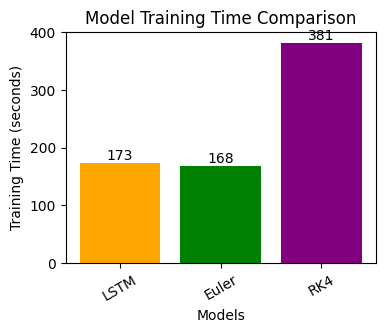 Model Training Time Comparison
Training Time (seconds)
400
300
200
100
0
173
168
381
LSTM
Euler
RK4
Models